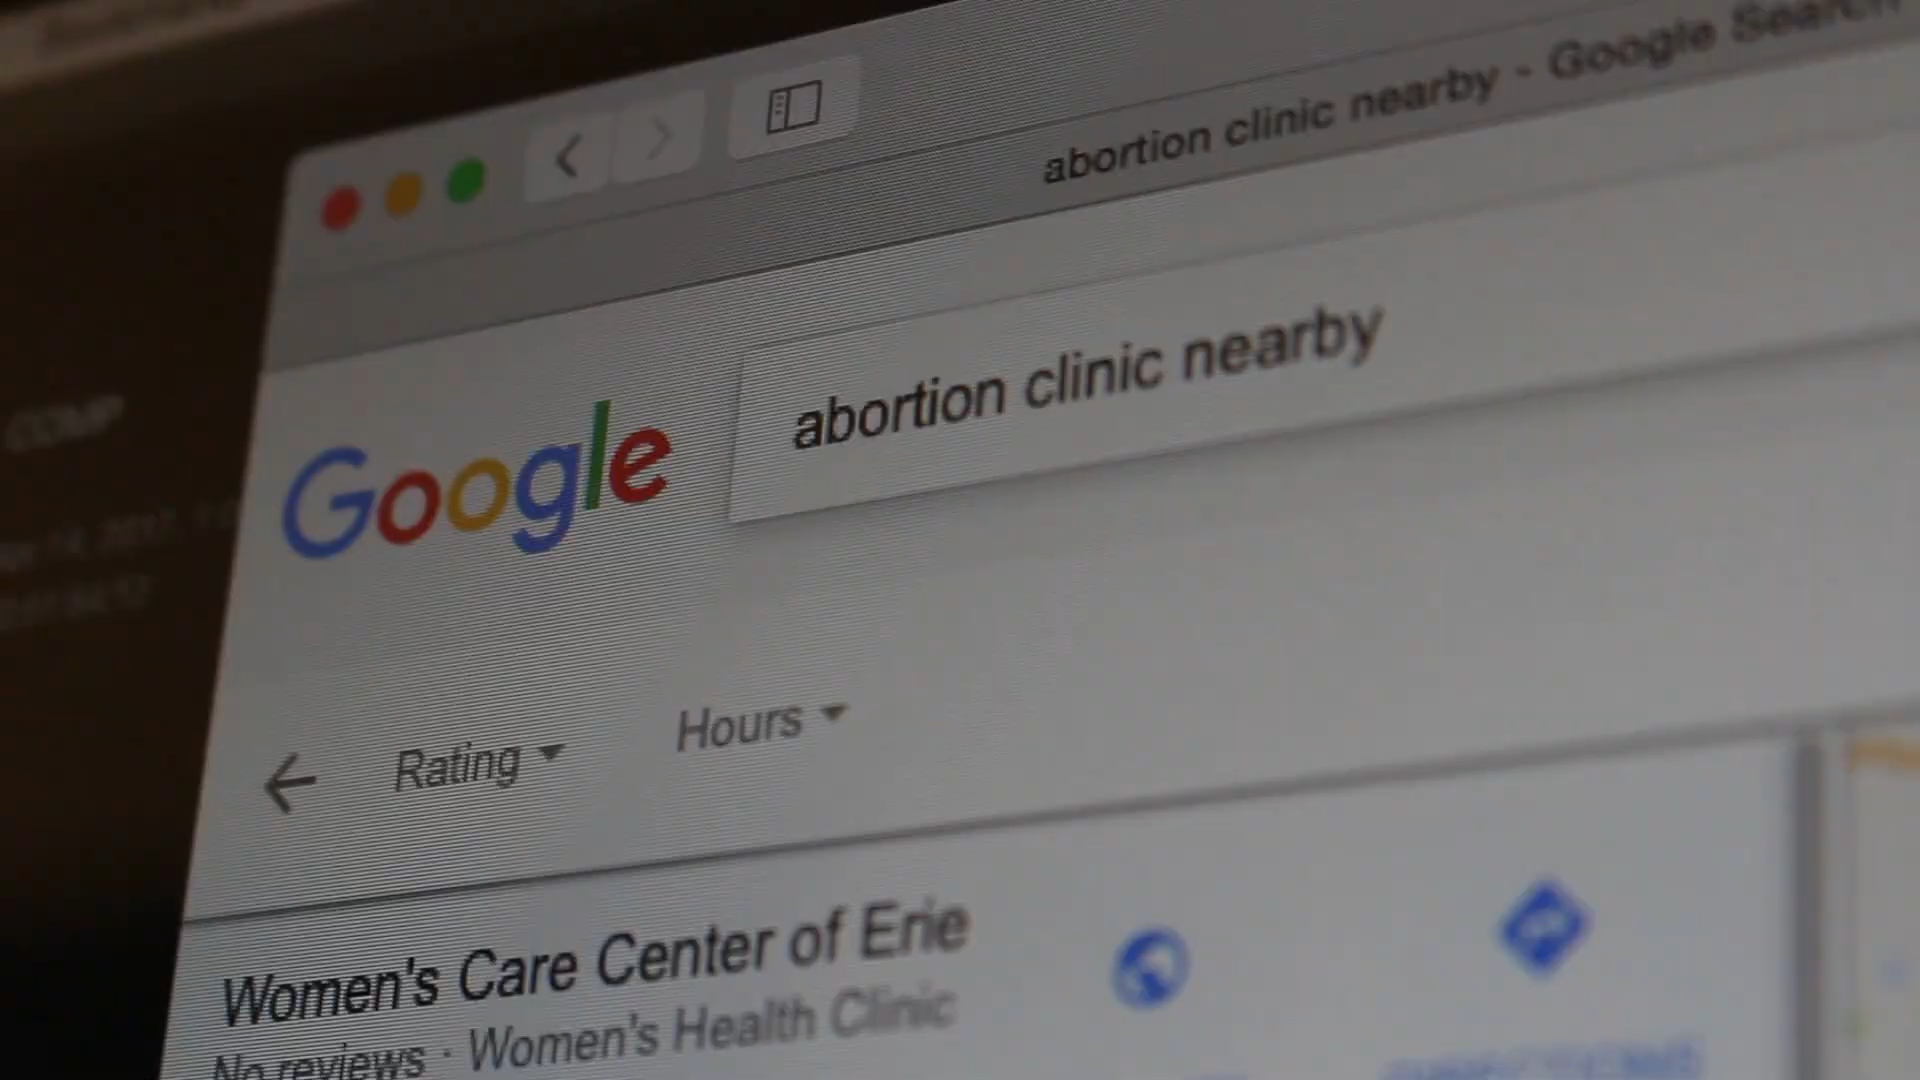 abortion clinic nearby - Google Search
Google
abortion clinic nearby
Rating
Hours
Women's Care Center of Erie
No reviews · Women's Health Clinic
COMP